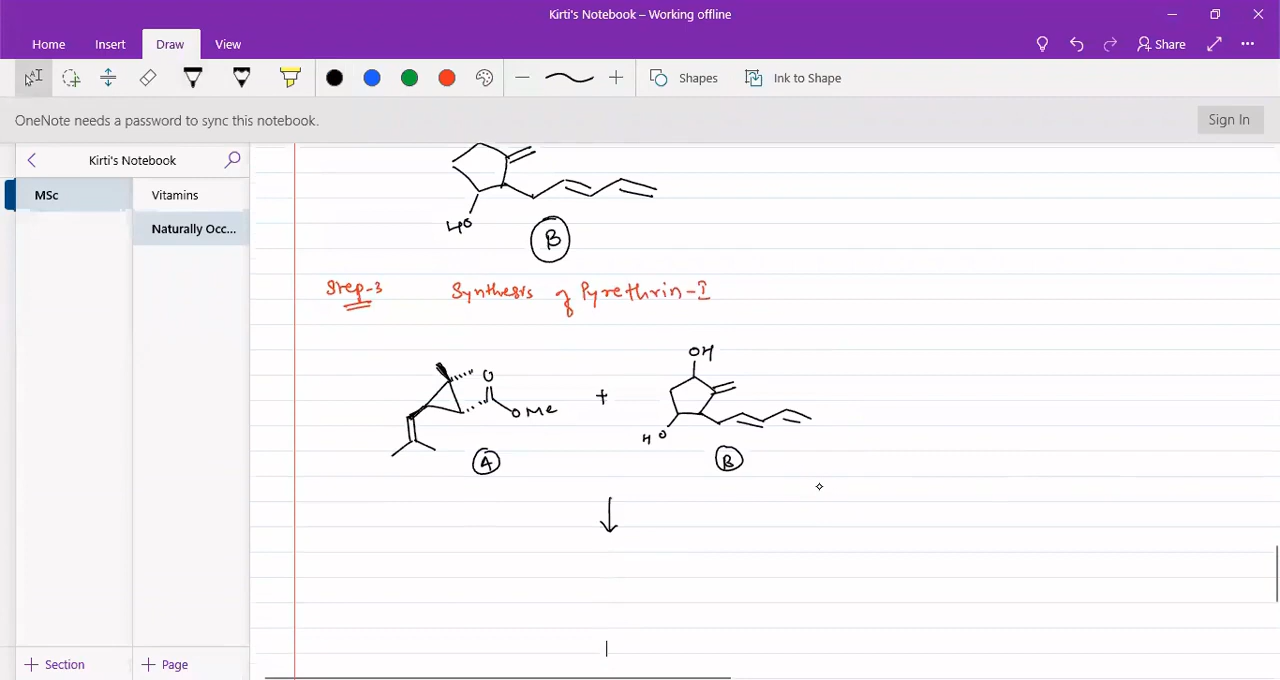 Kirti's Notebook – Working offline
Home Insert Draw View Share
Shapes Ink to Shape
OneNote needs a password to sync this notebook. Sign In
Kirti's Notebook
MSc Vitamins
Naturally Occ...
HO
B
Step-3 Synthesis of Pyrethrin-I
OH
O
OMe + HO
A B
Section Page